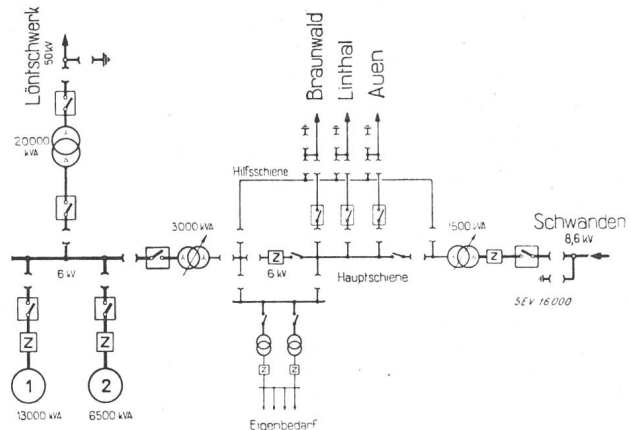 Löntschwerk
50 kV
20000
kVA
6 kV
1
2
13000 kVA
6500 kVA
Z
Z
3000 kVA
Hilfsschiene
Braunwald
Linthal
Auen
Z
6 kV
Hauptschiene
Z
Z
Eigenbedarf
1500 kVA
Z
Schwanden
8,6 kV
SEV 16000